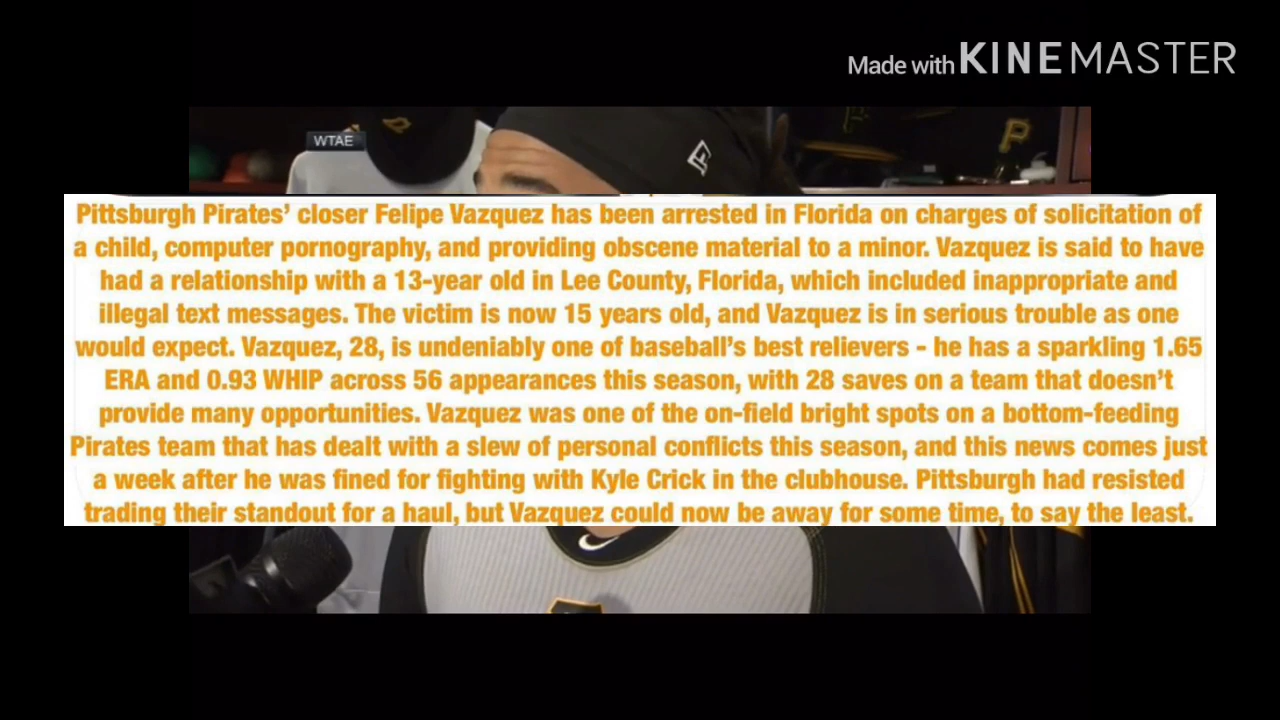 Made with KINEMASTER
WTAE
P
F
Pittsburgh Pirates' closer Felipe Vazquez has been arrested in Florida on charges of solicitation of
a child, computer pornography, and providing obscene material to a minor. Vazquez is said to have
had a relationship with a 13-year old in Lee County, Florida, which included inappropriate and
illegal text messages. The victim is now 15 years old, and Vazquez is in serious trouble as one
would expect. Vazquez, 28, is undeniably one of baseball's best relievers - he has a sparkling 1.65
ERA and 0.93 WHIP across 56 appearances this season, with 28 saves on a team that doesn't
provide many opportunities. Vazquez was one of the on-field bright spots on a bottom-feeding
Pirates team that has dealt with a slew of personal conflicts this season, and this news comes just
a week after he was fined for fighting with Kyle Crick in the clubhouse. Pittsburgh had resisted
trading their standout for a haul, but Vazquez could now be away for some time, to say the least.